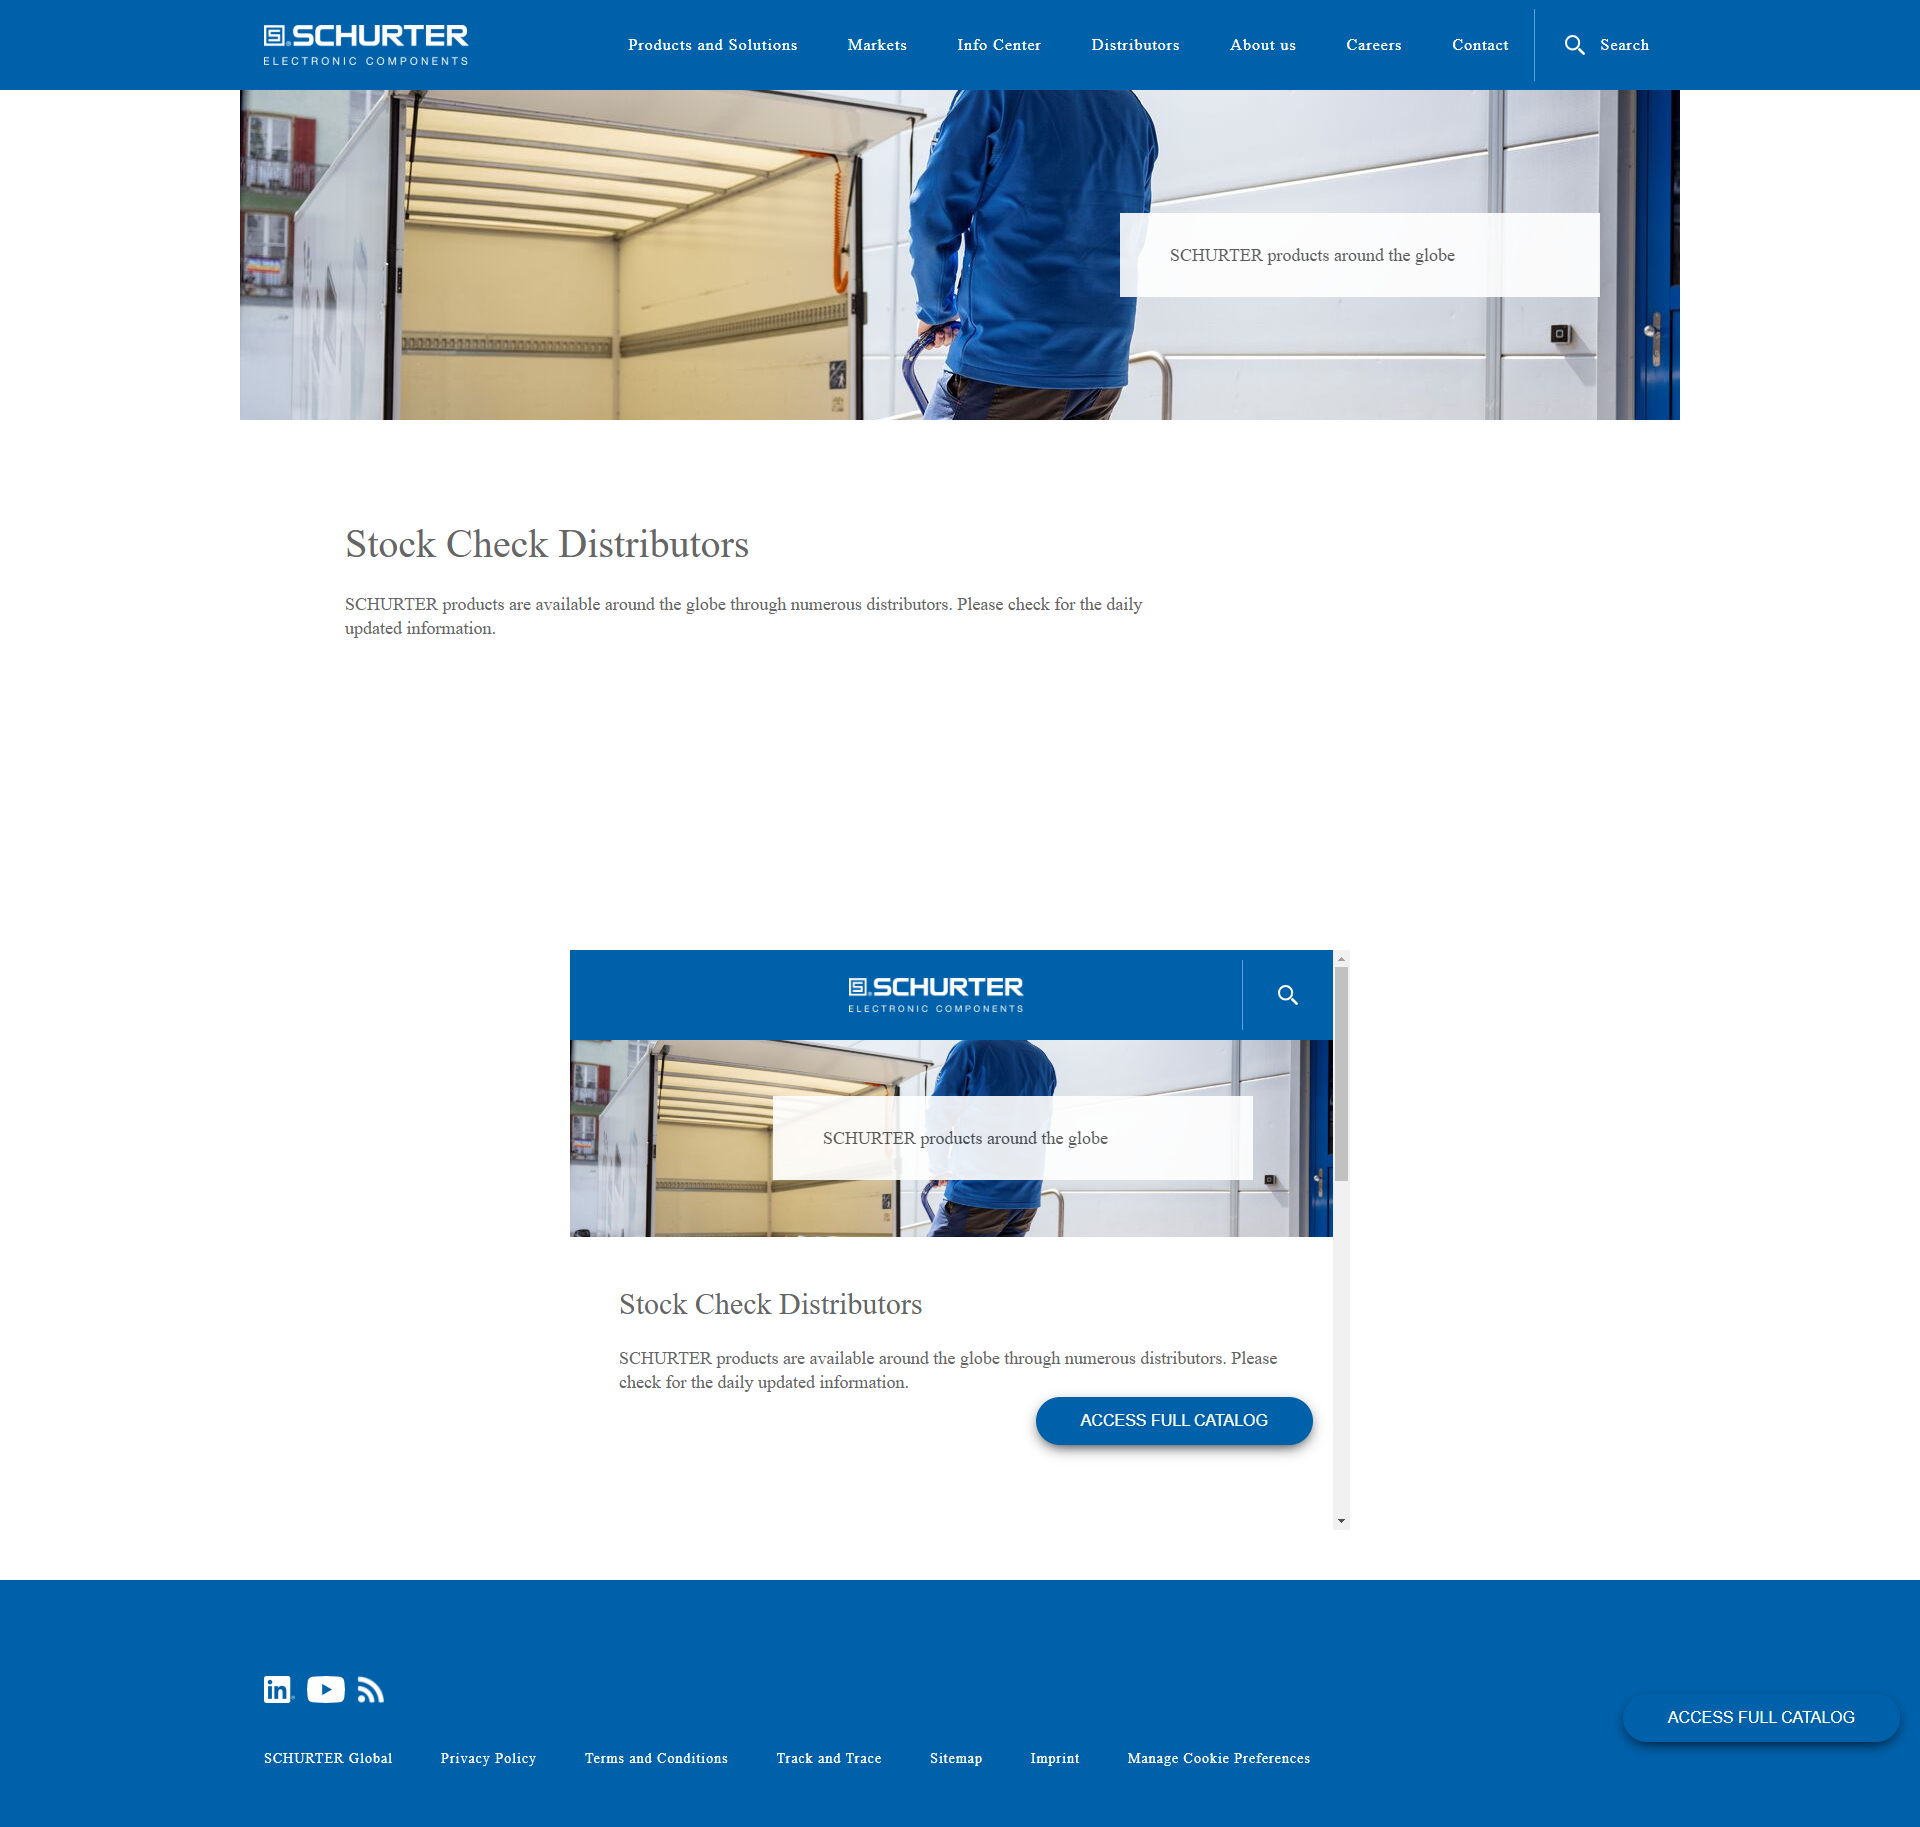 SCHURTER
ELECTRONIC COMPONENTS
Products and Solutions
Markets
Info Center
Distributors
About us
Careers
Contact
Search
SCHURTER products around the globe
Stock Check Distributors
SCHURTER products are available around the globe through numerous distributors. Please check for the daily
updated information.
SCHURTER
ELECTRONIC COMPONENTS
SCHURTER products around the globe
Stock Check Distributors
SCHURTER products are available around the globe through numerous distributors. Please
check for the daily updated information.
ACCESS FULL CATALOG
ACCESS FULL CATALOG
SCHURTER Global
Privacy Policy
Terms and Conditions
Track and Trace
Sitemap
Imprint
Manage Cookie Preferences